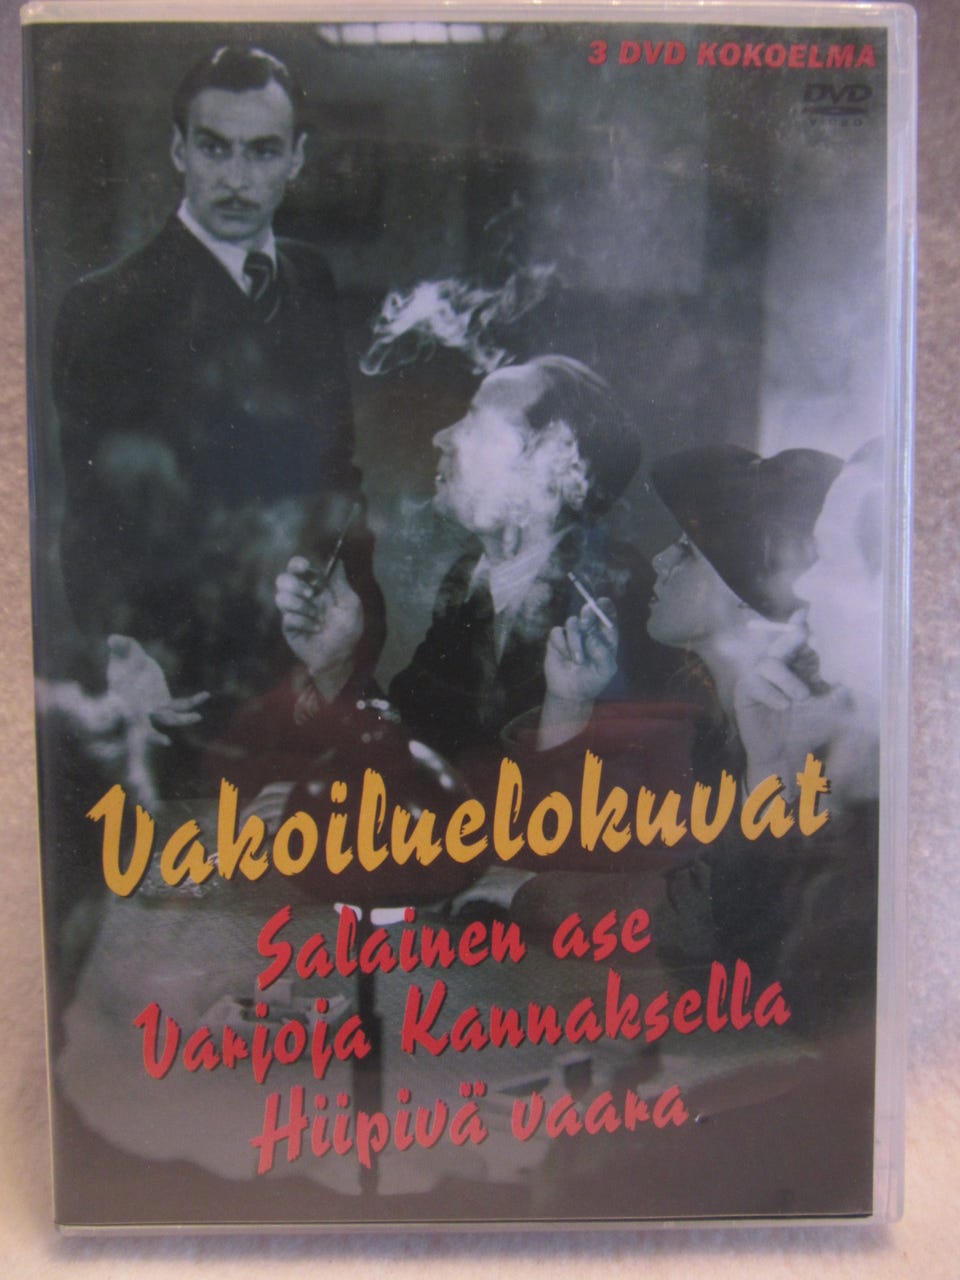 3 DVD KOKOELMA
DVD
VIDEO
Vakoiluelokuvat
Salainen ase
Varjoja Kannaksella
Hiipivä vaara